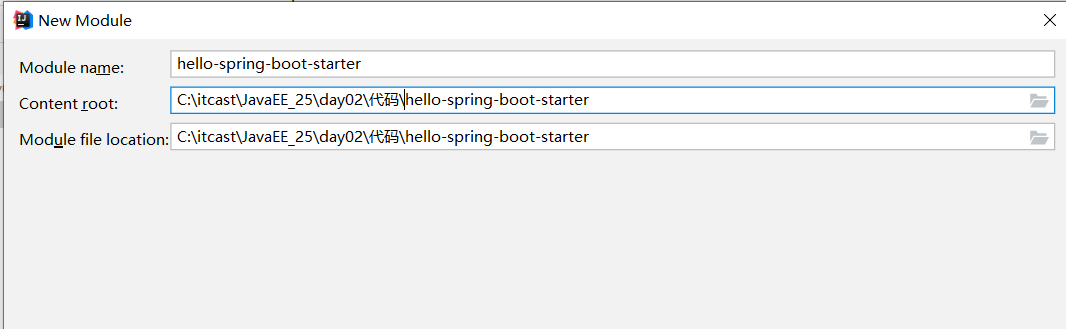 New Module
Module name: hello-spring-boot-starter
Content root: C:\itcast\JavaEE_25\day02\代码\hello-spring-boot-starter
Module file location: C:\itcast\JavaEE_25\day02\代码\hello-spring-boot-starter